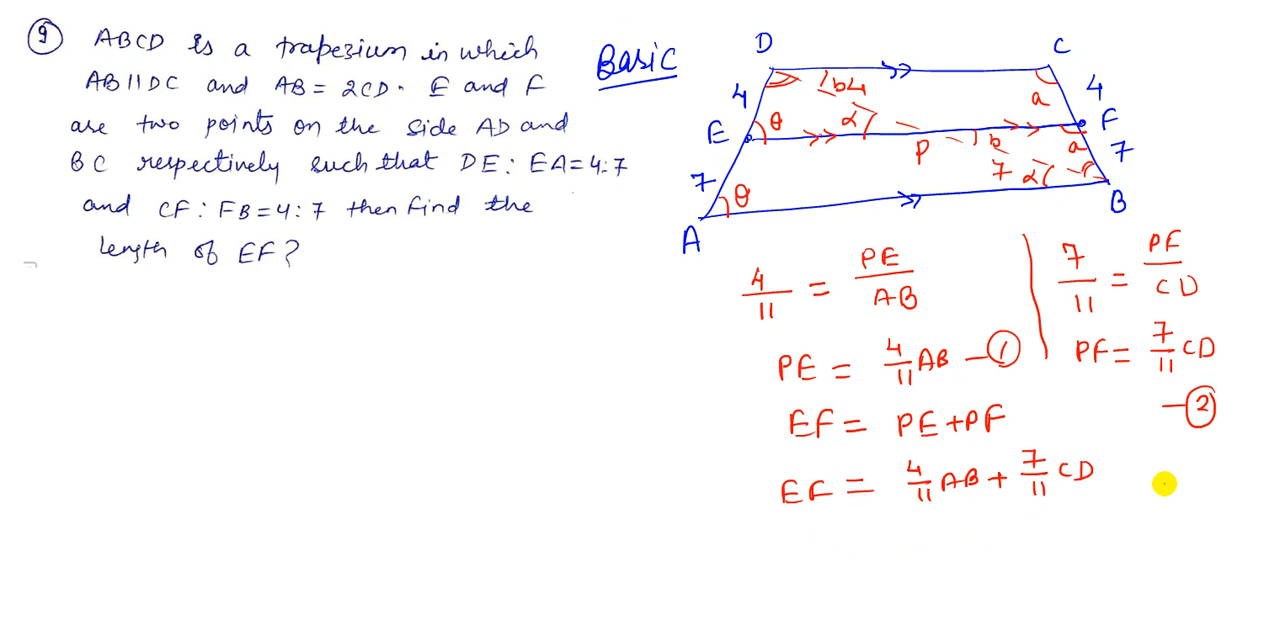 9 ABCD is a trapezium in which
AB || DC and AB = 2CD. E and F
are two points on the side AD and
BC respectively such that DE : EA = 4:7
and CF : FB = 4:7 then find the
length of EF?
Basic
D C
4 4
E F
7 7
A B
θ θ
a a
P
4/11 = PE/AB
PE = 4/11 AB — ①
7/11 = PF/CD
PF = 7/11 CD
— ②
EF = PE + PF
EF = 4/11 AB + 7/11 CD